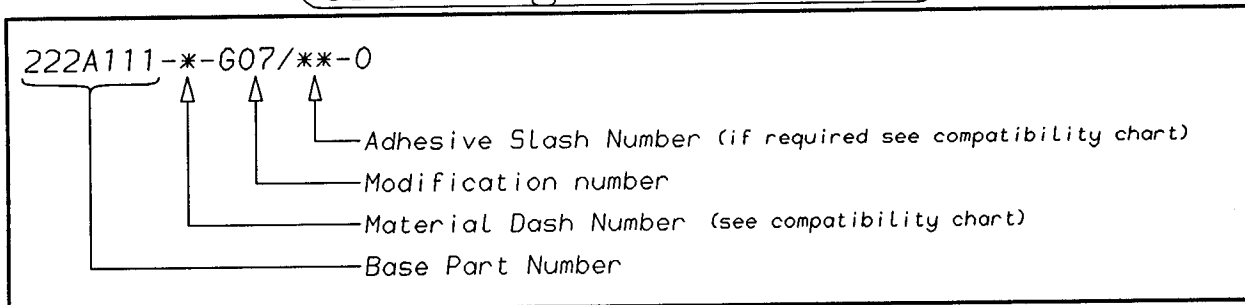 222A111-*-G07/**-0
Adhesive Slash Number (if required see compatibility chart)
Modification number
Material Dash Number (see compatibility chart)
Base Part Number